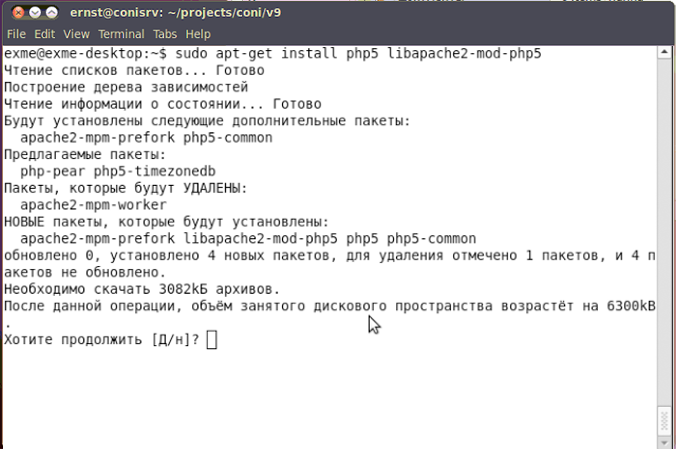 ernst@conisrv: ~/projects/coni/v9
File Edit View Terminal Tabs Help
exme@exme-desktop:~$ sudo apt-get install php5 libapache2-mod-php5
Чтение списков пакетов... Готово
Построение дерева зависимостей
Чтение информации о состоянии... Готово
Будут установлены следующие дополнительные пакеты:
  apache2-mpm-prefork php5-common
Предлагаемые пакеты:
  php-pear php5-timezonedb
Пакеты, которые будут УДАЛЕНЫ:
  apache2-mpm-worker
НОВЫЕ пакеты, которые будут установлены:
  apache2-mpm-prefork libapache2-mod-php5 php5 php5-common
обновлено 0, установлено 4 новых пакетов, для удаления отмечено 1 пакетов, и 4 п
акетов не обновлено.
Необходимо скачать 3082kБ архивов.
После данной операции, объём занятого дискового пространства возрастёт на 6300kB
.
Хотите продолжить [Д/н]?